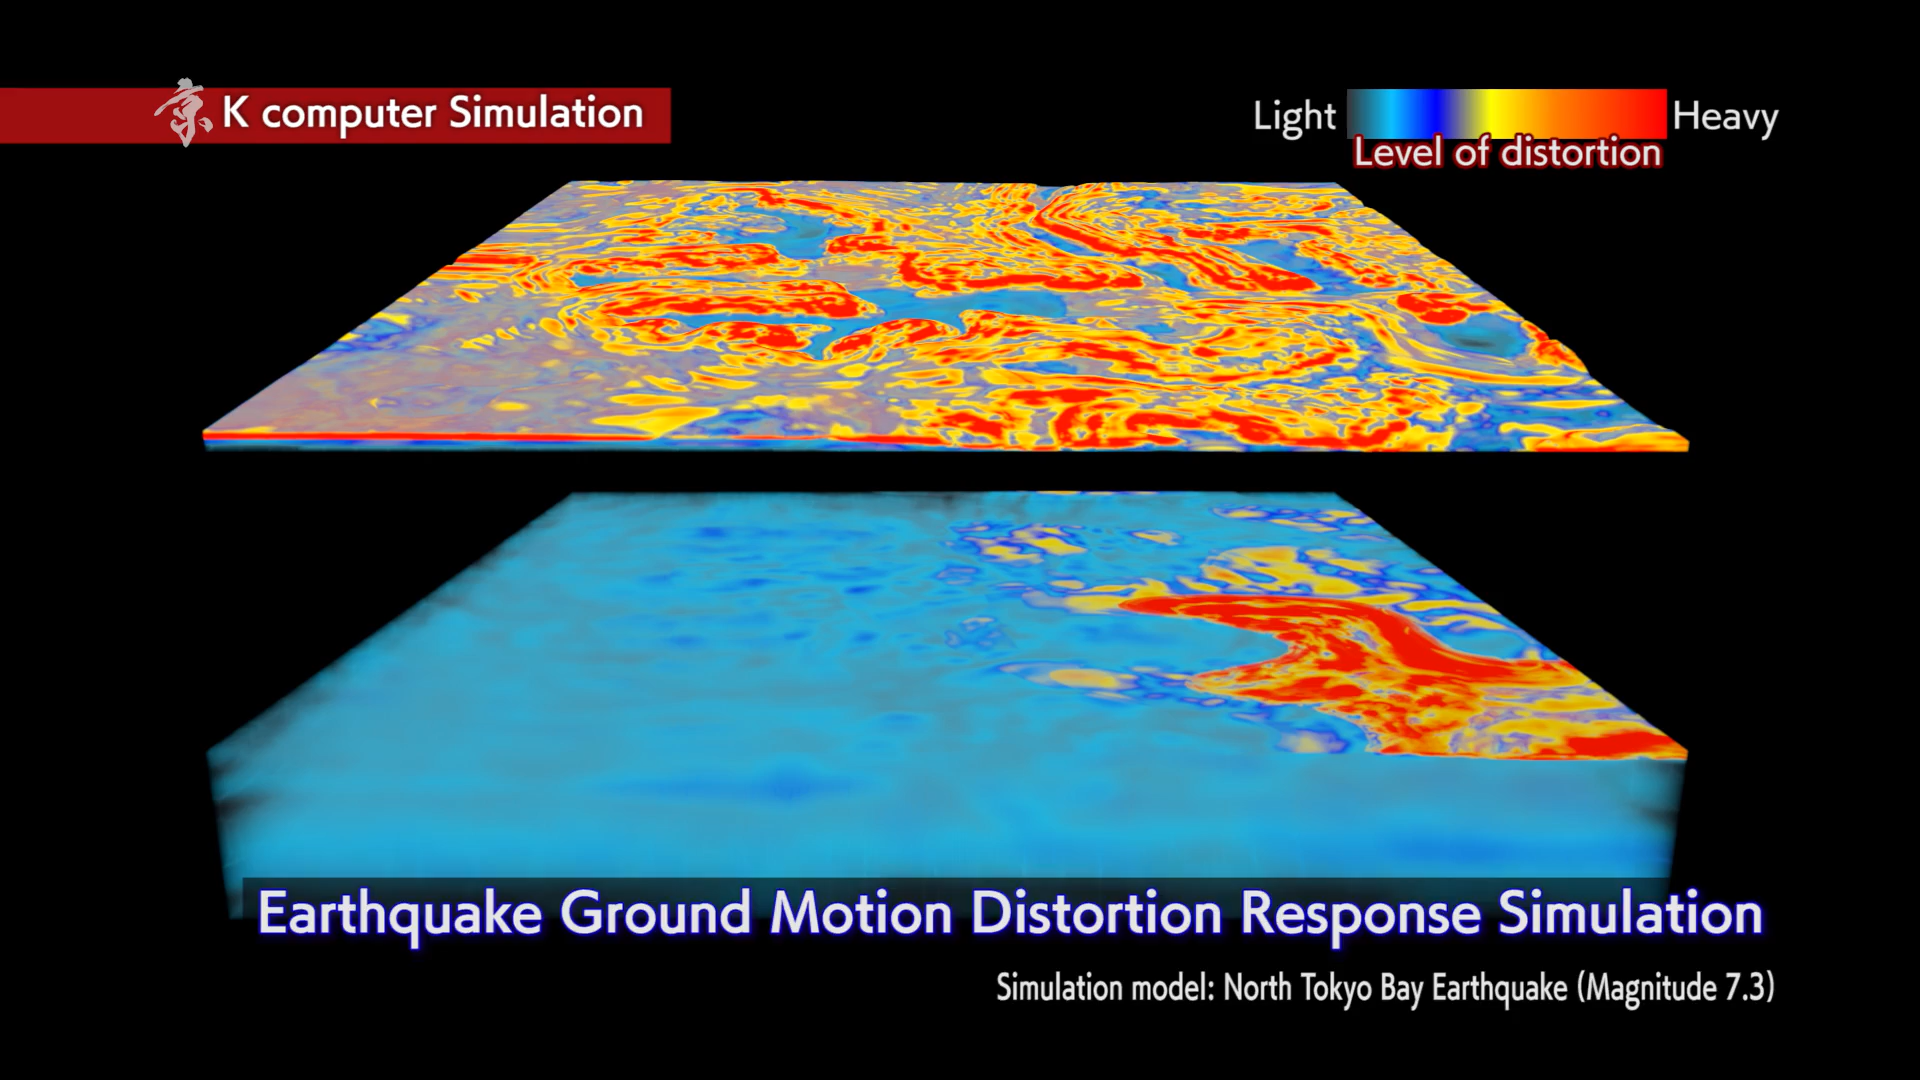 京 K computer Simulation
Light Heavy
Level of distortion
Earthquake Ground Motion Distortion Response Simulation
Simulation model: North Tokyo Bay Earthquake (Magnitude 7.3)